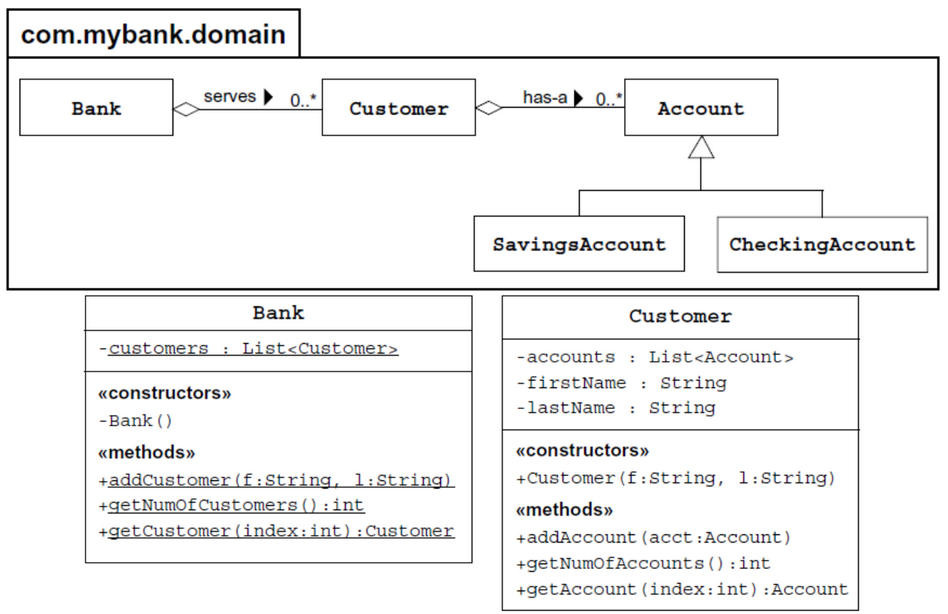 com.mybank.domain
Bank
serves
0..*
Customer
has-a
0..*
Account
SavingsAccount
CheckingAccount
Bank
-customers : List<Customer>
«constructors»
-Bank()
«methods»
+addCustomer(f:String, l:String)
+getNumOfCustomers():int
+getCustomer(index:int):Customer
Customer
-accounts : List<Account>
-firstName : String
-lastName : String
«constructors»
+Customer(f:String, l:String)
«methods»
+addAccount(acct:Account)
+getNumOfAccounts():int
+getAccount(index:int):Account